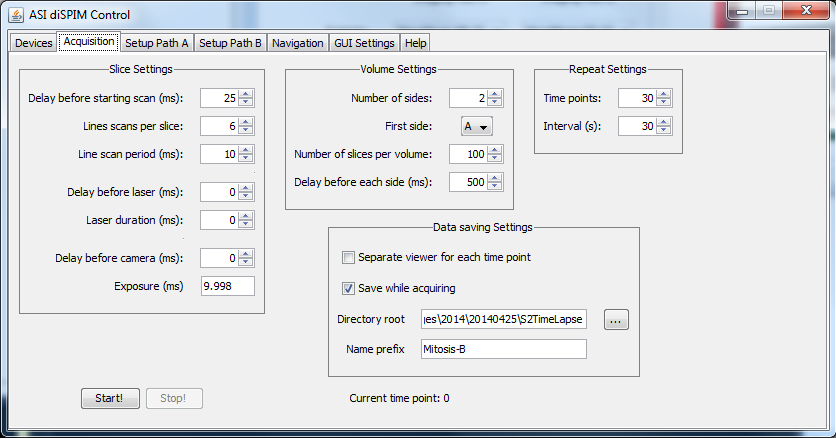 ASI diSPIM Control
Devices Acquisition Setup Path A Setup Path B Navigation GUI Settings Help
Slice Settings
Delay before starting scan (ms): 25
Lines scans per slice: 6
Line scan period (ms): 10
Delay before laser (ms): 0
Laser duration (ms): 0
Delay before camera (ms): 0
Exposure (ms) 9.998
Volume Settings
Number of sides: 2
First side: A
Number of slices per volume: 100
Delay before each side (ms): 500
Repeat Settings
Time points: 30
Interval (s): 30
Data saving Settings
Separate viewer for each time point
Save while acquiring
Directory root ges\2014\20140425\S2TimeLapse ...
Name prefix Mitosis-B
Start! Stop! Current time point: 0